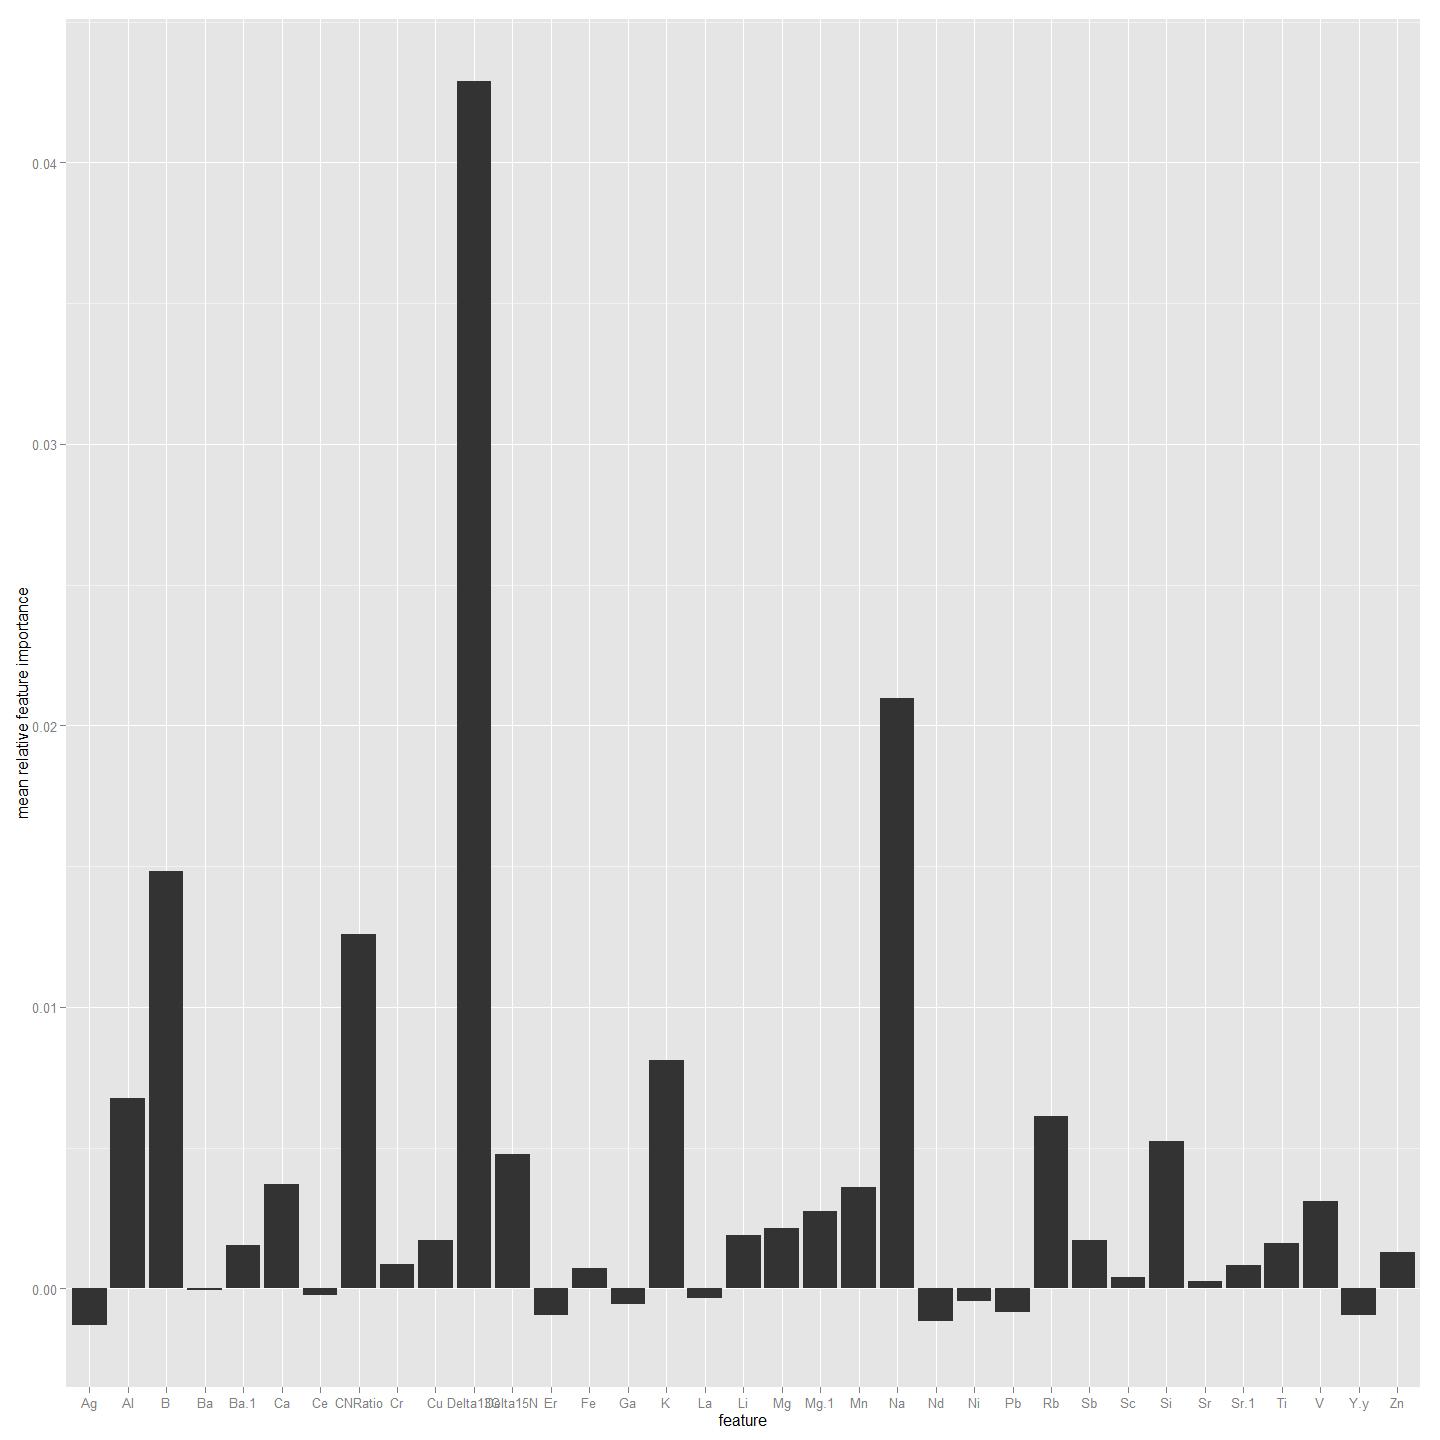 mean relative feature importance
0.04
0.03
0.02
0.01
0.00
Ag Al B Ba Ba.1 Ca Ce CNRatio Cr Cu Delta13C Delta15N Er Fe Ga K La Li Mg Mg.1 Mn Na Nd Ni Pb Rb Sb Sc Si Sr Sr.1 Ti V Y.y Zn
feature